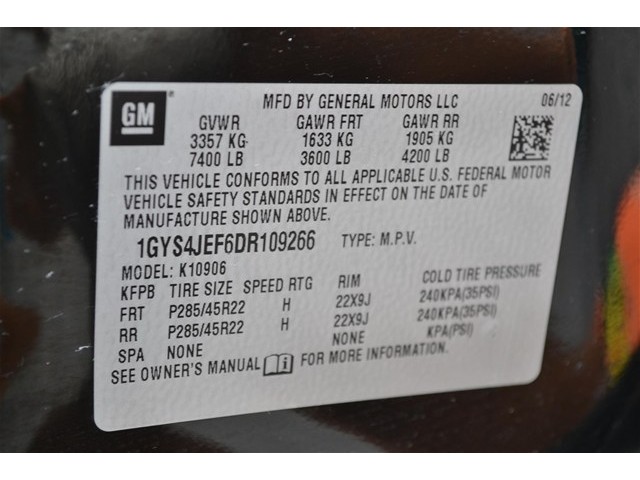 GM
MFD BY GENERAL MOTORS LLC 06/12
GVWR GAWR FRT GAWR RR
3357 KG 1633 KG 1905 KG
7400 LB 3600 LB 4200 LB
THIS VEHICLE CONFORMS TO ALL APPLICABLE U.S. FEDERAL MOTOR
VEHICLE SAFETY STANDARDS IN EFFECT ON THE DATE OF
MANUFACTURE SHOWN ABOVE.
1GYS4JEF6DR109266 TYPE: M.P.V.
MODEL: K10906
KFPB TIRE SIZE SPEED RTG RIM COLD TIRE PRESSURE
FRT P285/45R22 H 22X9J 240KPA(35PSI)
RR P285/45R22 H 22X9J 240KPA(35PSI)
SPA NONE NONE KPA(PSI)
SEE OWNER'S MANUAL i FOR MORE INFORMATION.